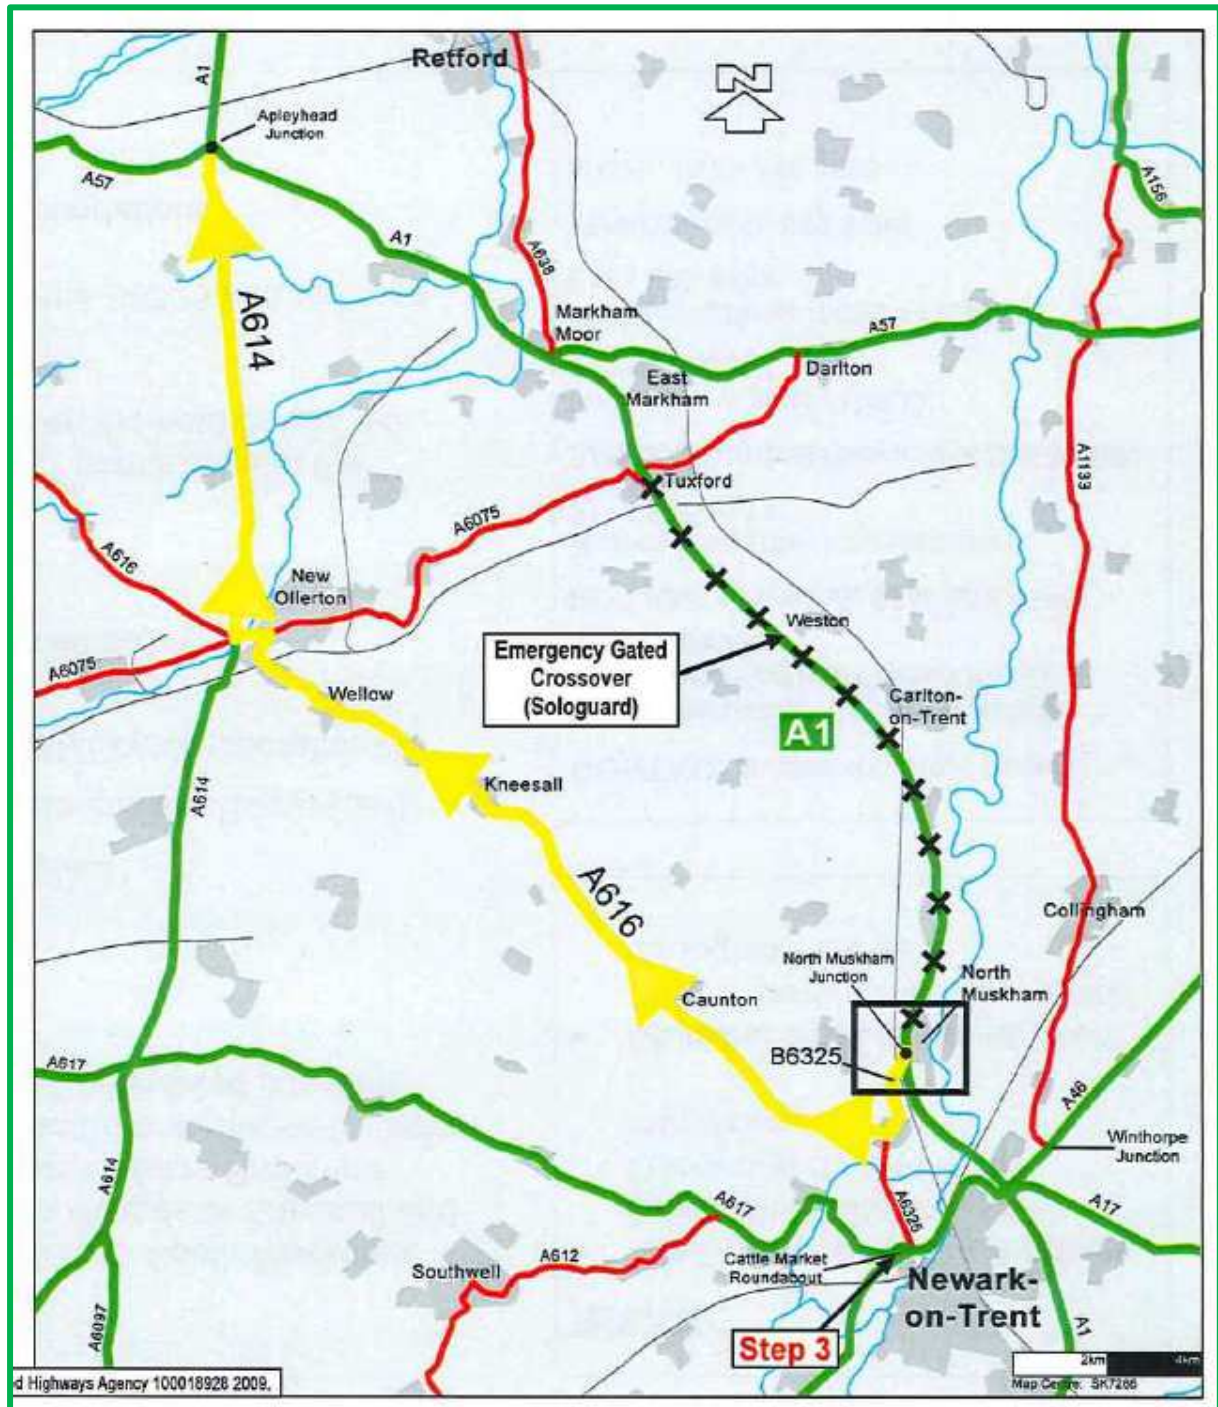 Retford
A1
Apleyhead
Junction
A57
A156
A1
A638
A614
Markham
Moor
A57
East
Markham
Darlton
Tuxford
A6075
A1133
A616
New
Ollerton
Weston
Emergency Gated
Crossover
(Sologuard)
A6075
Wellow
Carlton-
on-Trent
A1
A614
Kneesall
A616
Collingham
North Muskham
Junction
North
Muskham
Caunton
B6325
A617
A46
Winthorpe
Junction
A614
A617
A6325
A17
A612
Cattle Market
Roundabout
Southwell
Newark-
on-Trent
A6097
Step 3
A1
2km
4km
d Highways Agency 100018928 2009.
Map Centre: SK7266